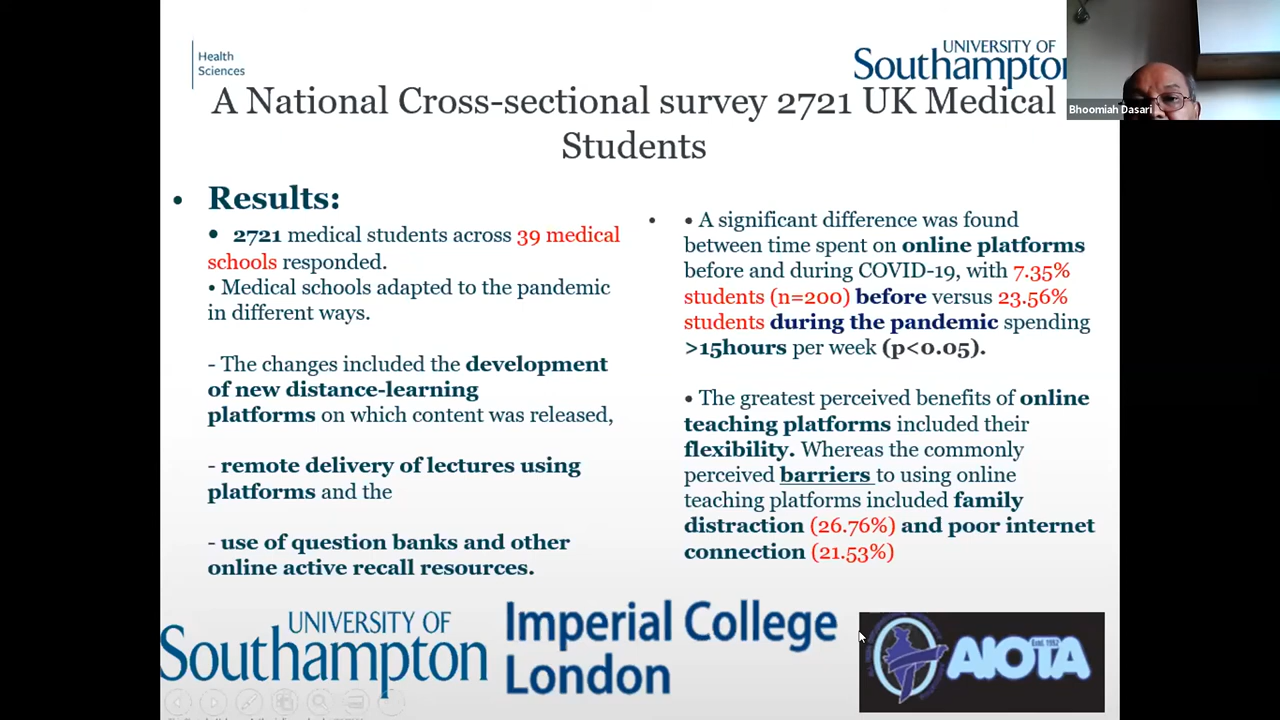 Health
Sciences
UNIVERSITY OF
Southampton
A National Cross-sectional survey 2721 UK Medical
Students
Bhoomiah Dasari
• Results:
• 2721 medical students across 39 medical
schools responded.
• Medical schools adapted to the pandemic
in different ways.
- The changes included the development
of new distance-learning
platforms on which content was released,
- remote delivery of lectures using
platforms and the
- use of question banks and other
online active recall resources.
• • A significant difference was found
between time spent on online platforms
before and during COVID-19, with 7.35%
students (n=200) before versus 23.56%
students during the pandemic spending
>15hours per week (p<0.05).
• The greatest perceived benefits of online
teaching platforms included their
flexibility. Whereas the commonly
perceived barriers to using online
teaching platforms included family
distraction (26.76%) and poor internet
connection (21.53%)
UNIVERSITY OF
Southampton
Imperial College
London
Estd. 1952
AIOTA